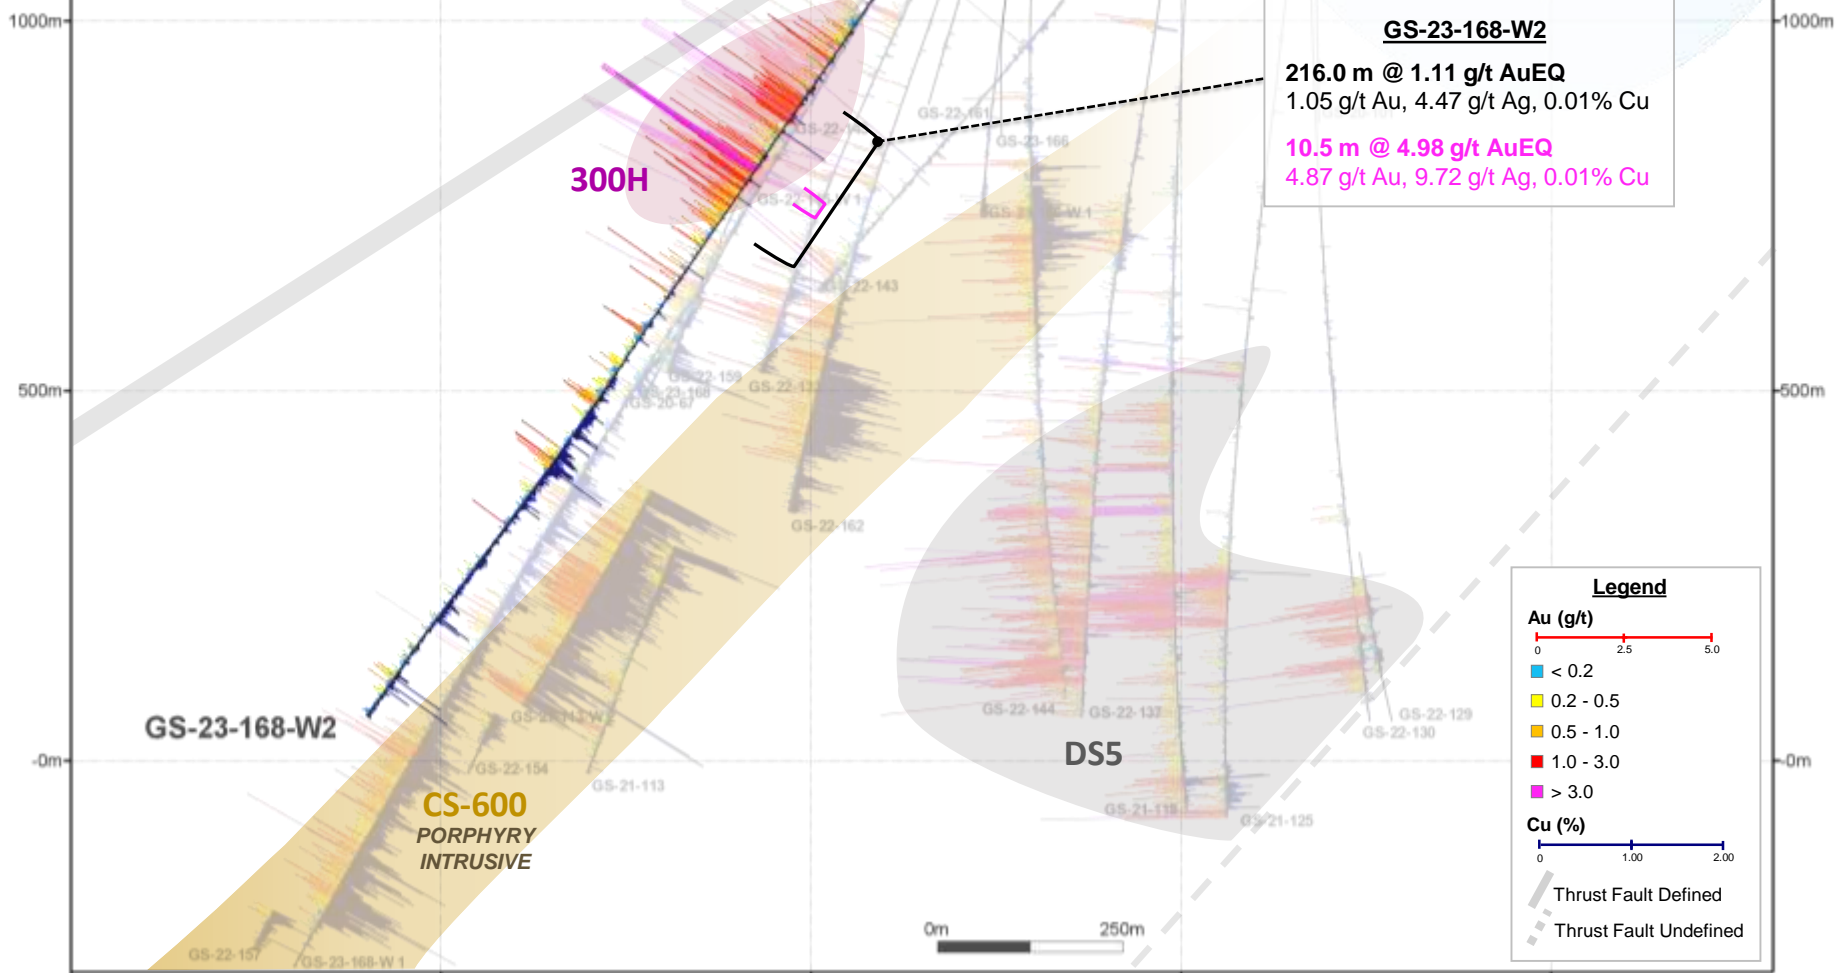 1000m
1000m
GS-23-168-W2
216.0 m @ 1.11 g/t AuEQ
1.05 g/t Au, 4.47 g/t Ag, 0.01% Cu
10.5 m @ 4.98 g/t AuEQ
4.87 g/t Au, 9.72 g/t Ag, 0.01% Cu
GS-22-161
GS-23-166
300H
GS-22-143
500m
500m
GS-22-159
GS-23-168
GS-20-67
GS-22-162
GS-22-144
GS-22-137
GS-22-129
GS-22-130
GS-23-168-W2
-0m
-0m
GS-22-154
GS-21-113
DS5
CS-600
PORPHYRY
INTRUSIVE
GS-21-125
GS-22-157
GS-23-168-W1
0m
250m
Legend
Au (g/t)
0 2.5 5.0
< 0.2
0.2 - 0.5
0.5 - 1.0
1.0 - 3.0
> 3.0
Cu (%)
0 1.00 2.00
Thrust Fault Defined
Thrust Fault Undefined